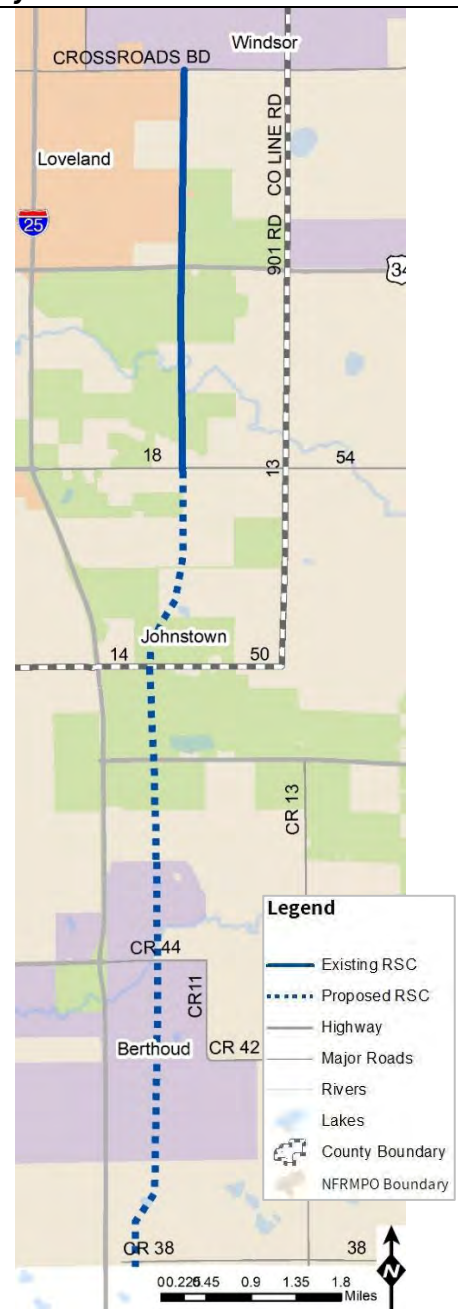 Windsor
CROSSROADS BD
Loveland
901 RD CO LINE RD
25
34
18
13
54
Johnstown
14
50
CR 13
CR 44
CR11
Berthoud
CR 42
CR 38
38
Legend
Existing RSC
Proposed RSC
Highway
Major Roads
Rivers
Lakes
County Boundary
NFRMPO Boundary
N
00.2250.45 0.9 1.35 1.8
Miles